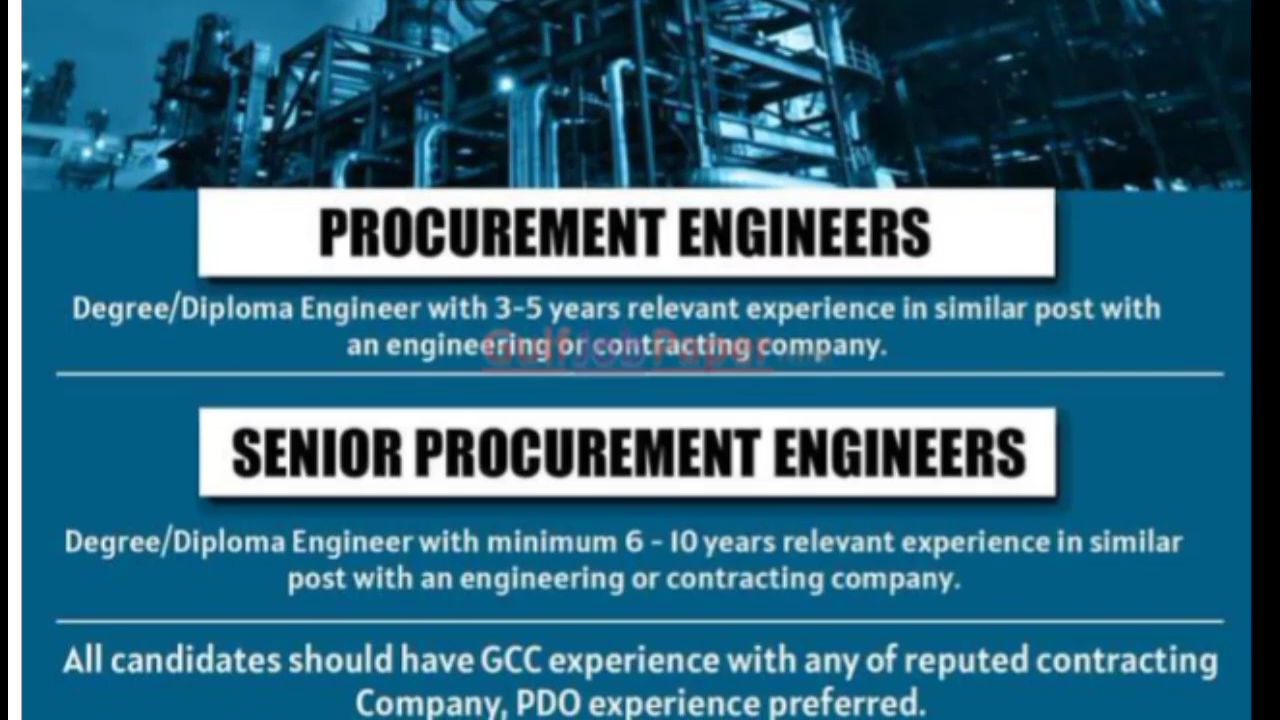 PROCUREMENT ENGINEERS
Degree/Diploma Engineer with 3-5 years relevant experience in similar post with
an engineering or contracting company.
GulfJobPaper
SENIOR PROCUREMENT ENGINEERS
Degree/Diploma Engineer with minimum 6 - 10 years relevant experience in similar
post with an engineering or contracting company.
All candidates should have GCC experience with any of reputed contracting
Company, PDO experience preferred.